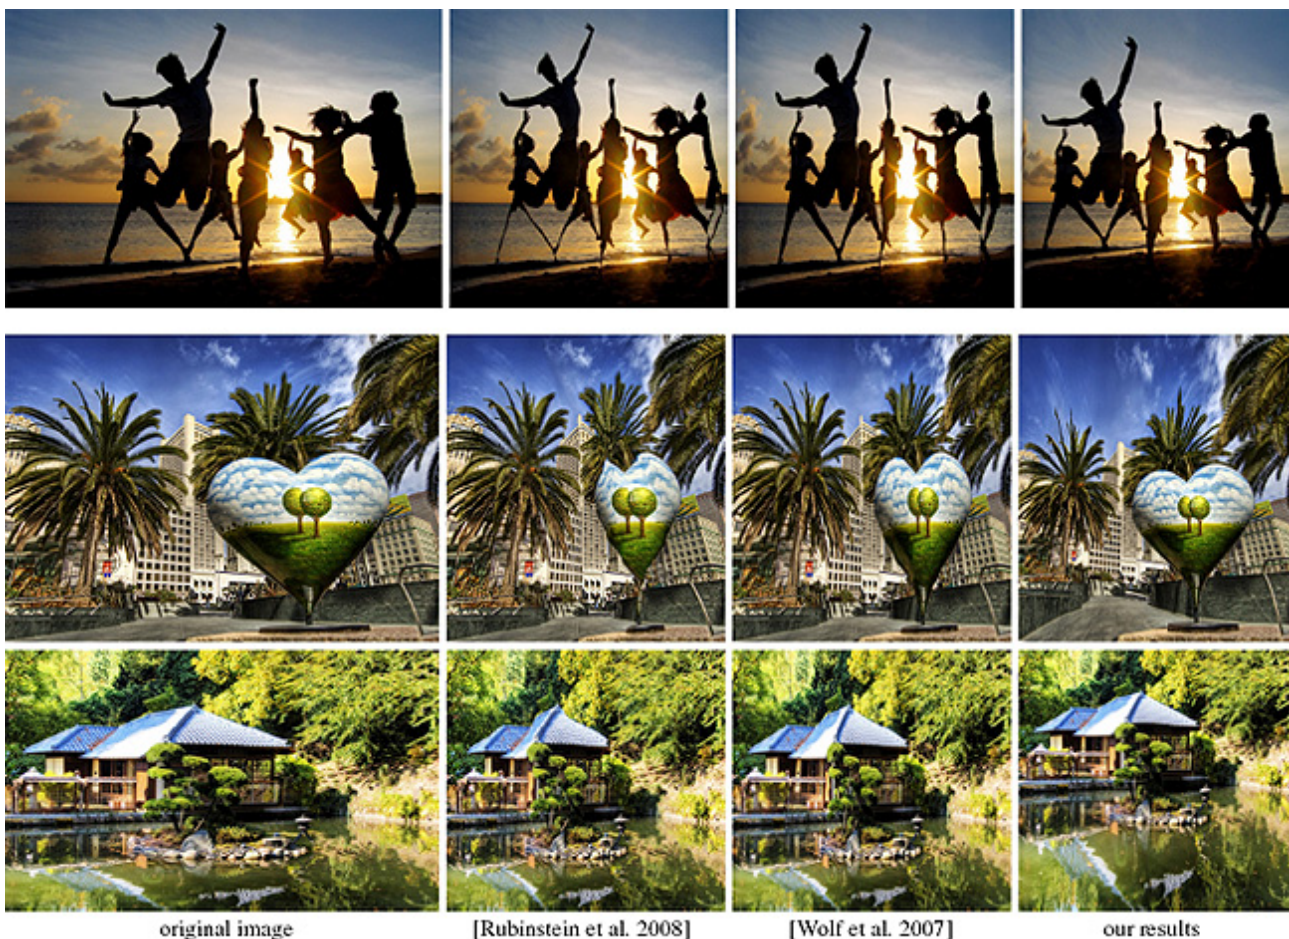 original image
[Rubinstein et al. 2008]
[Wolf et al. 2007]
our results